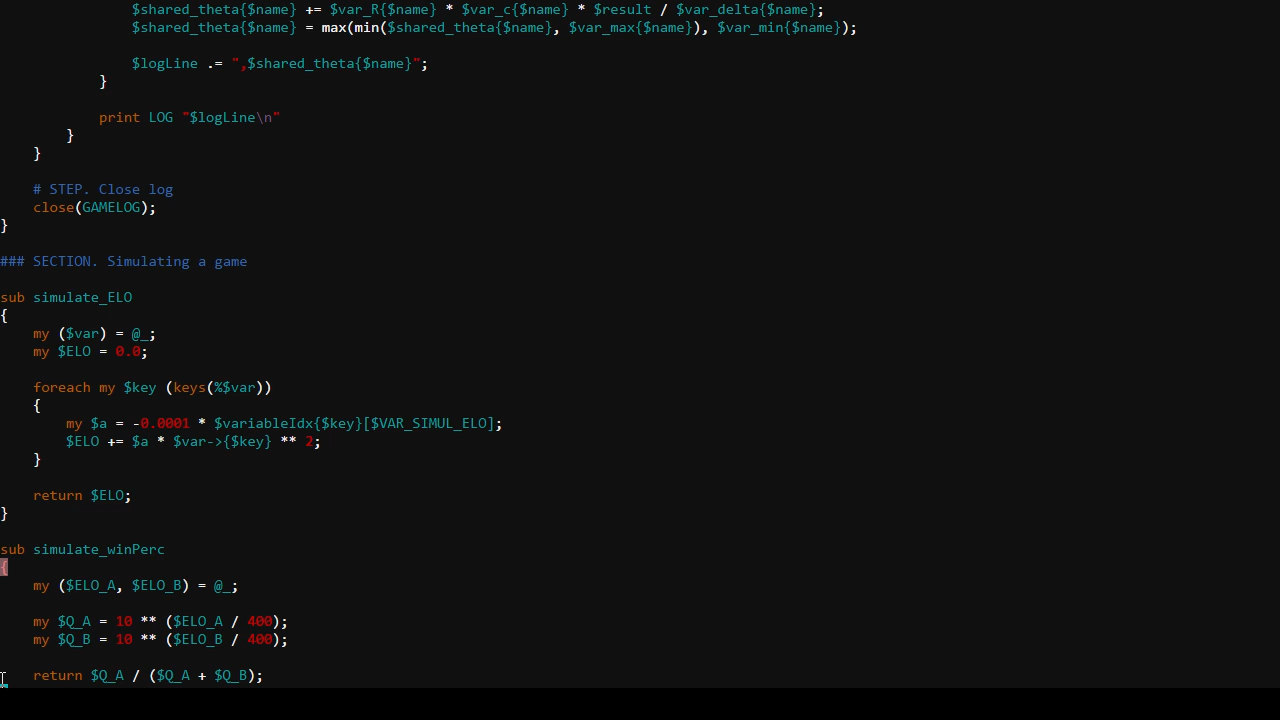 $shared_theta{$name} += $var_R{$name} * $var_c{$name} * $result / $var_delta{$name};
$shared_theta{$name} = max(min($shared_theta{$name}, $var_max{$name}), $var_min{$name});
$logLine .= ",$shared_theta{$name}";
}
print LOG "$logLine\n"
}
}
# STEP. Close log
close(GAMELOG);
}
### SECTION. Simulating a game
sub simulate_ELO
{
my ($var) = @_;
my $ELO = 0.0;
foreach my $key (keys(%$var))
{
my $a = -0.0001 * $variableIdx{$key}[$VAR_SIMUL_ELO];
$ELO += $a * $var->{$key} ** 2;
}
return $ELO;
}
sub simulate_winPerc
{
my ($ELO_A, $ELO_B) = @_;
my $Q_A = 10 ** ($ELO_A / 400);
my $Q_B = 10 ** ($ELO_B / 400);
return $Q_A / ($Q_A + $Q_B);